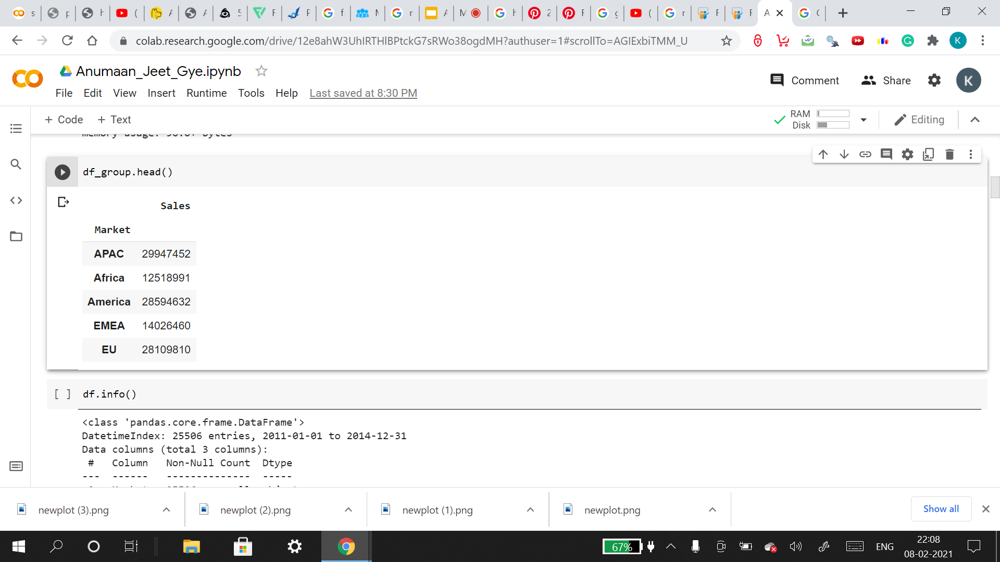 colab.research.google.com/drive/12e8ahW3UhIRTHlBPtckG7sRWo38ogdMH?authuser=1#scrollTo=AGIExbiTMM_U
K
Anumaan_Jeet_Gye.ipynb
Comment
Share
K
File Edit View Insert Runtime Tools Help Last saved at 8:30 PM
+ Code + Text
RAM
Disk
Editing
df_group.head()
Sales
Market
APAC 29947452
Africa 12518991
America 28594632
EMEA 14026460
EU 28109810
[ ] df.info()
<class 'pandas.core.frame.DataFrame'>
DatetimeIndex: 25506 entries, 2011-01-01 to 2014-12-31
Data columns (total 3 columns):
# Column Non-Null Count Dtype
--- ------ -------------- -----
newplot (3).png
newplot (2).png
newplot (1).png
newplot.png
Show all
67%
ENG
22:08
08-02-2021